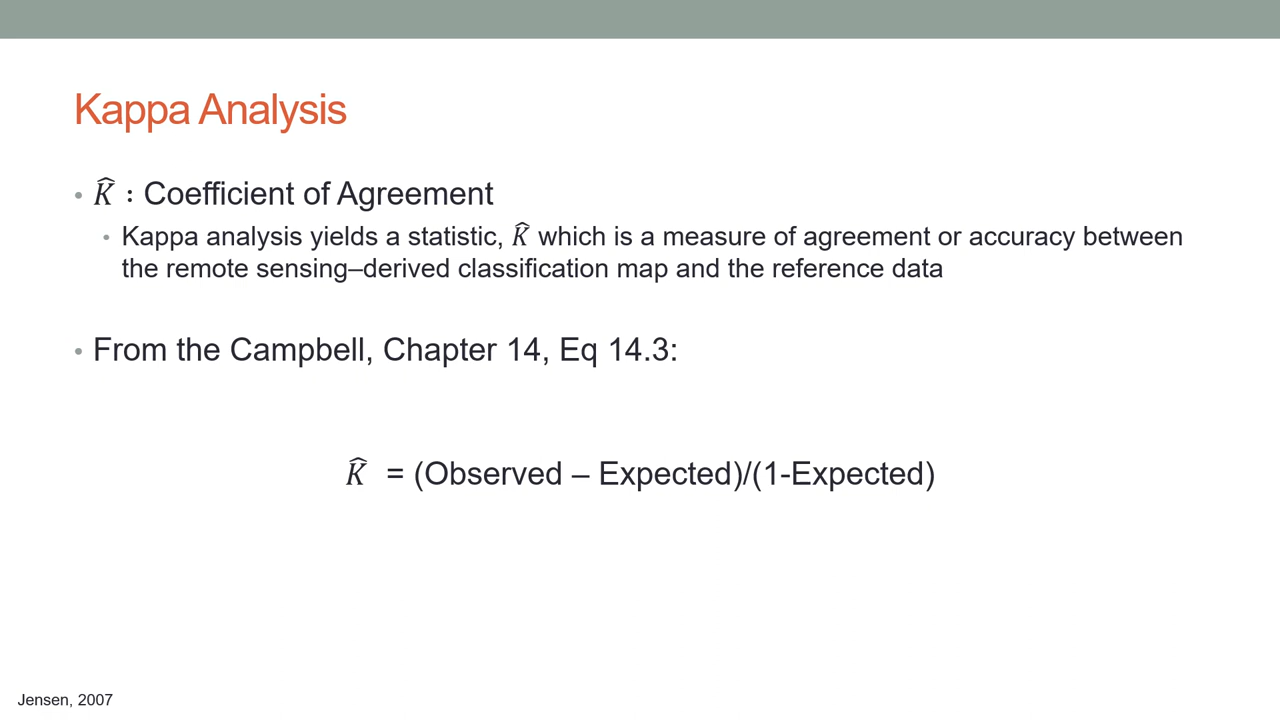 Kappa Analysis
• K̂ : Coefficient of Agreement
• Kappa analysis yields a statistic, K̂ which is a measure of agreement or accuracy between
the remote sensing–derived classification map and the reference data
• From the Campbell, Chapter 14, Eq 14.3:
K̂ = (Observed – Expected)/(1-Expected)
Jensen, 2007